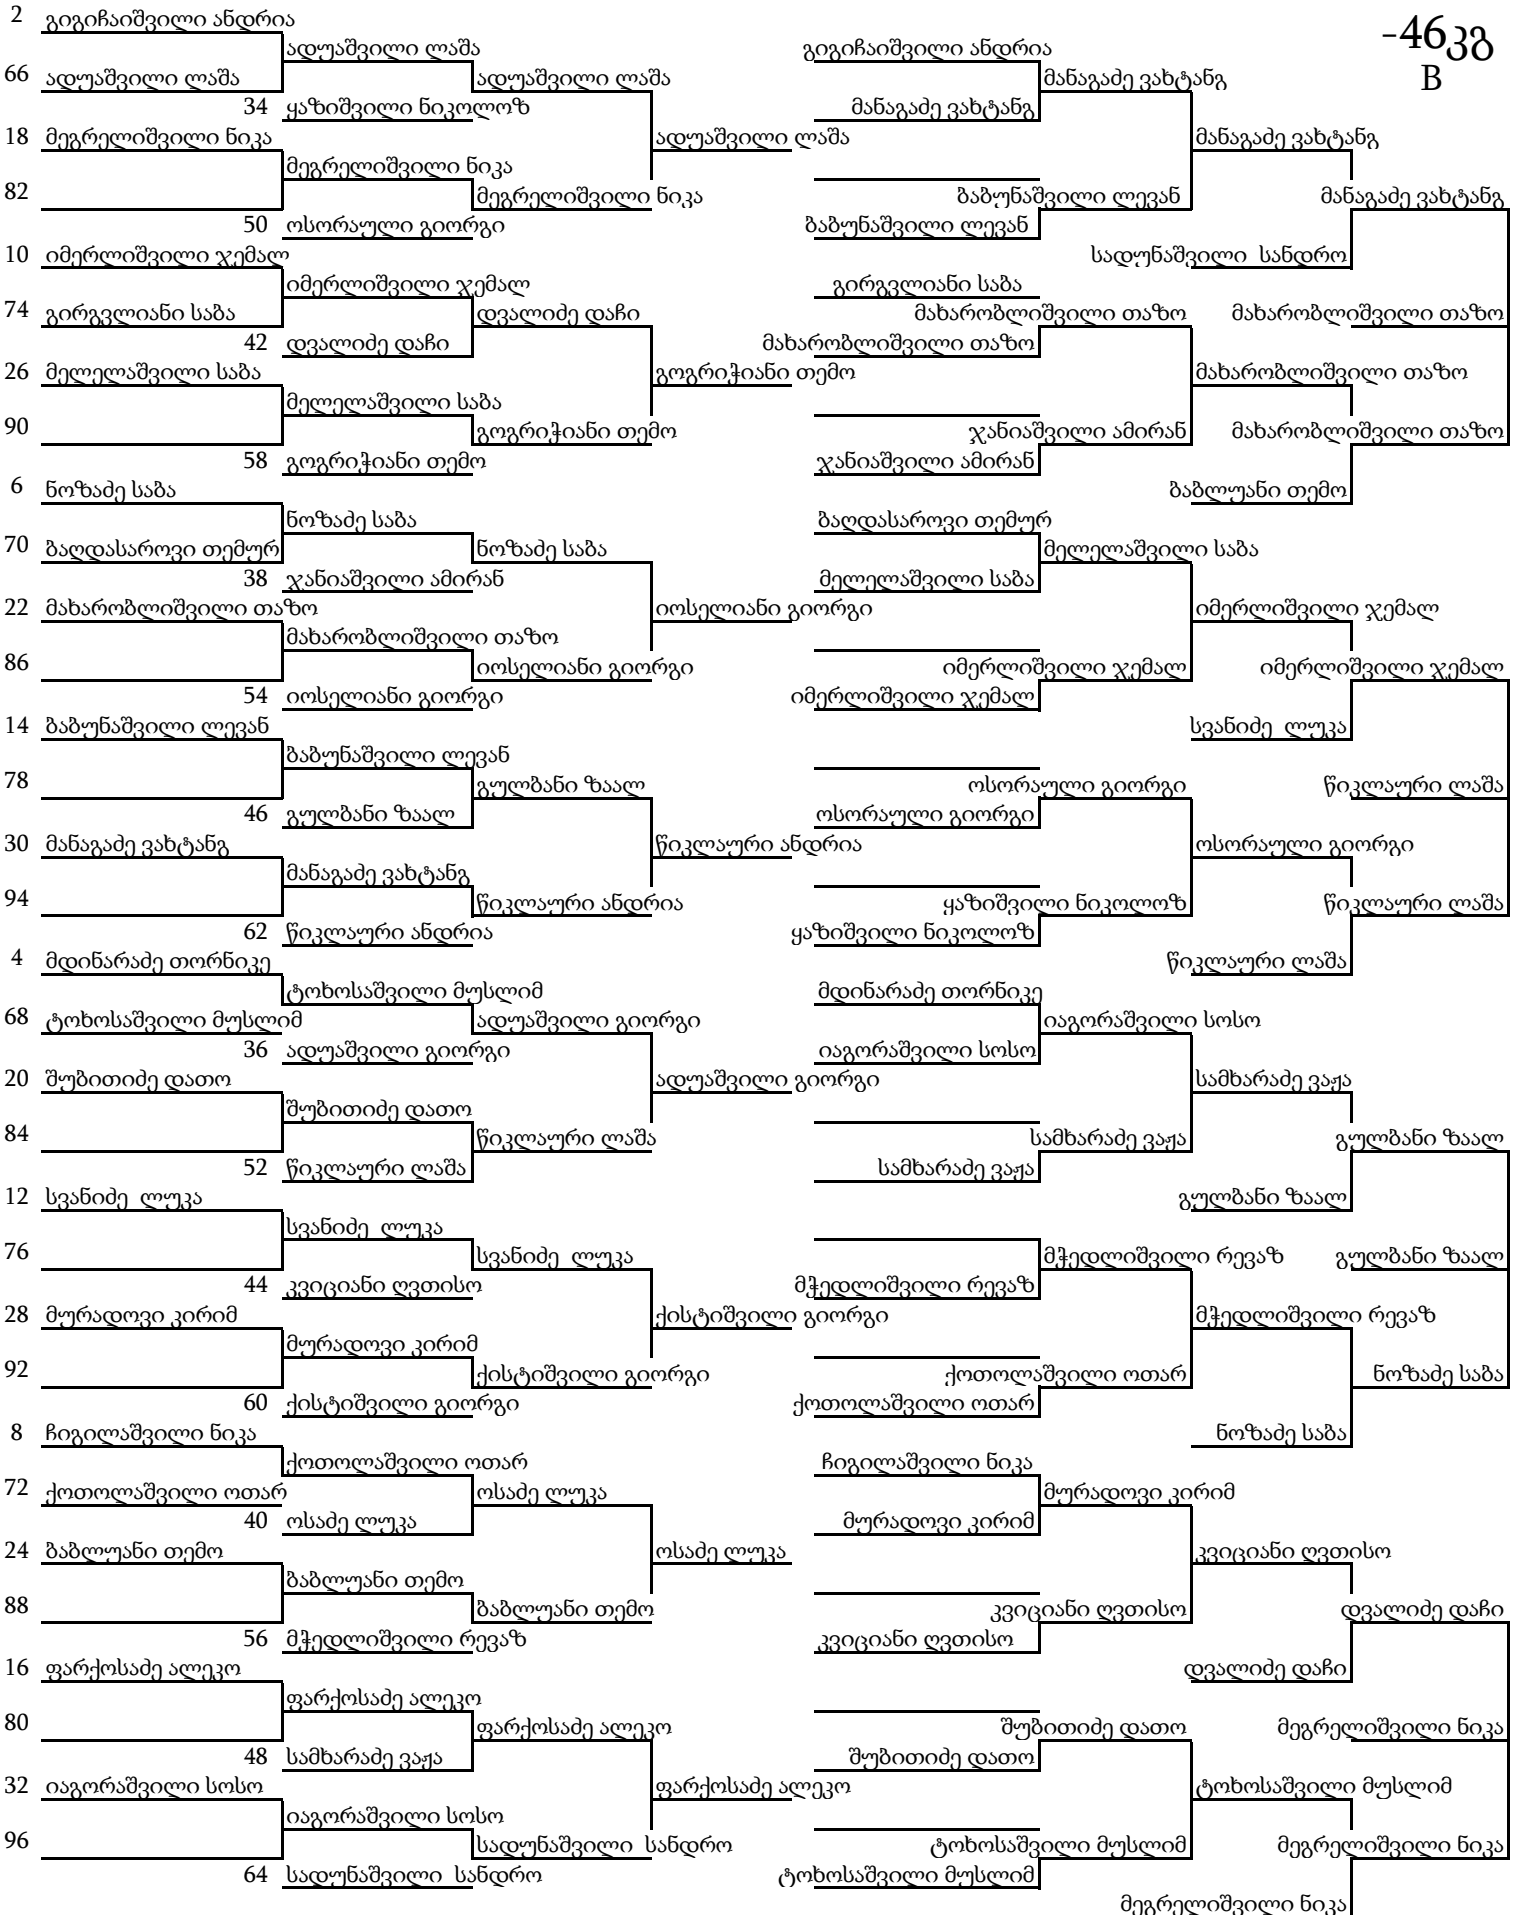 2 გიგიჩაიშვილი ანდრია
-46კგ
ადუაშვილი ლაშა გიგიჩაიშვილი ანდრია
66 ადუაშვილი ლაშა ადუაშვილი ლაშა მანაგაძე ვახტანგ
B
34 ყაზიშვილი ნიკოლოზ მანაგაძე ვახტანგ
18 მეგრელიშვილი ნიკა ადუაშვილი ლაშა მანაგაძე ვახტანგ
მეგრელიშვილი ნიკა
82 მეგრელიშვილი ნიკა ბაბუნაშვილი ლევან მანაგაძე ვახტანგ
50 ოსორაული გიორგი ბაბუნაშვილი ლევან
10 იმერლიშვილი ჯემალ სადუნაშვილი სანდრო
იმერლიშვილი ჯემალ გირგვლიანი საბა
74 გირგვლიანი საბა დვალიძე დაჩი მახარობლიშვილი თაზო მახარობლიშვილი თაზო
42 დვალიძე დაჩი მახარობლიშვილი თაზო
26 მელელაშვილი საბა გოგრიჭიანი თემო მახარობლიშვილი თაზო
მელელაშვილი საბა
90 გოგრიჭიანი თემო ჯანიაშვილი ამირან მახარობლიშვილი თაზო
58 გოგრიჭიანი თემო ჯანიაშვილი ამირან
6 ნოზაძე საბა ბაბლუანი თემო
ნოზაძე საბა ბაღდასაროვი თემურ
70 ბაღდასაროვი თემურ ნოზაძე საბა მელელაშვილი საბა
38 ჯანიაშვილი ამირან მელელაშვილი საბა
22 მახარობლიშვილი თაზო იოსელიანი გიორგი იმერლიშვილი ჯემალ
მახარობლიშვილი თაზო
86 იოსელიანი გიორგი იმერლიშვილი ჯემალ იმერლიშვილი ჯემალ
54 იოსელიანი გიორგი იმერლიშვილი ჯემალ
14 ბაბუნაშვილი ლევან სვანიძე ლუკა
ბაბუნაშვილი ლევან
78 გულბანი ზაალ ოსორაული გიორგი წიკლაური ლაშა
46 გულბანი ზაალ ოსორაული გიორგი
30 მანაგაძე ვახტანგ წიკლაური ანდრია ოსორაული გიორგი
მანაგაძე ვახტანგ
94 წიკლაური ანდრია ყაზიშვილი ნიკოლოზ წიკლაური ლაშა
62 წიკლაური ანდრია ყაზიშვილი ნიკოლოზ
4 მდინარაძე თორნიკე წიკლაური ლაშა
ტოხოსაშვილი მუსლიმ მდინარაძე თორნიკე
68 ტოხოსაშვილი მუსლიმ ადუაშვილი გიორგი იაგორაშვილი სოსო
36 ადუაშვილი გიორგი იაგორაშვილი სოსო
20 შუბითიძე დათო ადუაშვილი გიორგი სამხარაძე ვაჟა
შუბითიძე დათო
84 წიკლაური ლაშა სამხარაძე ვაჟა გულბანი ზაალ
52 წიკლაური ლაშა სამხარაძე ვაჟა
12 სვანიძე ლუკა გულბანი ზაალ
სვანიძე ლუკა
76 სვანიძე ლუკა მჭედლიშვილი რევაზ გულბანი ზაალ
44 კვიციანი ღვთისო მჭედლიშვილი რევაზ
28 მურადოვი კირიმ ქისტიშვილი გიორგი მჭედლიშვილი რევაზ
მურადოვი კირიმ
92 ქისტიშვილი გიორგი ქოთოლაშვილი ოთარ ნოზაძე საბა
60 ქისტიშვილი გიორგი ქოთოლაშვილი ოთარ
8 ჩიგილაშვილი ნიკა ნოზაძე საბა
ქოთოლაშვილი ოთარ ჩიგილაშვილი ნიკა
72 ქოთოლაშვილი ოთარ ოსაძე ლუკა მურადოვი კირიმ
40 ოსაძე ლუკა მურადოვი კირიმ
24 ბაბლუანი თემო ოსაძე ლუკა კვიციანი ღვთისო
ბაბლუანი თემო
88 ბაბლუანი თემო კვიციანი ღვთისო დვალიძე დაჩი
56 მჭედლიშვილი რევაზ კვიციანი ღვთისო
16 ფარქოსაძე ალეკო დვალიძე დაჩი
ფარქოსაძე ალეკო
80 ფარქოსაძე ალეკო შუბითიძე დათო მეგრელიშვილი ნიკა
48 სამხარაძე ვაჟა შუბითიძე დათო
32 იაგორაშვილი სოსო ფარქოსაძე ალეკო ტოხოსაშვილი მუსლიმ
იაგორაშვილი სოსო
96 სადუნაშვილი სანდრო ტოხოსაშვილი მუსლიმ მეგრელიშვილი ნიკა
64 სადუნაშვილი სანდრო ტოხოსაშვილი მუსლიმ
მეგრელიშვილი ნიკა